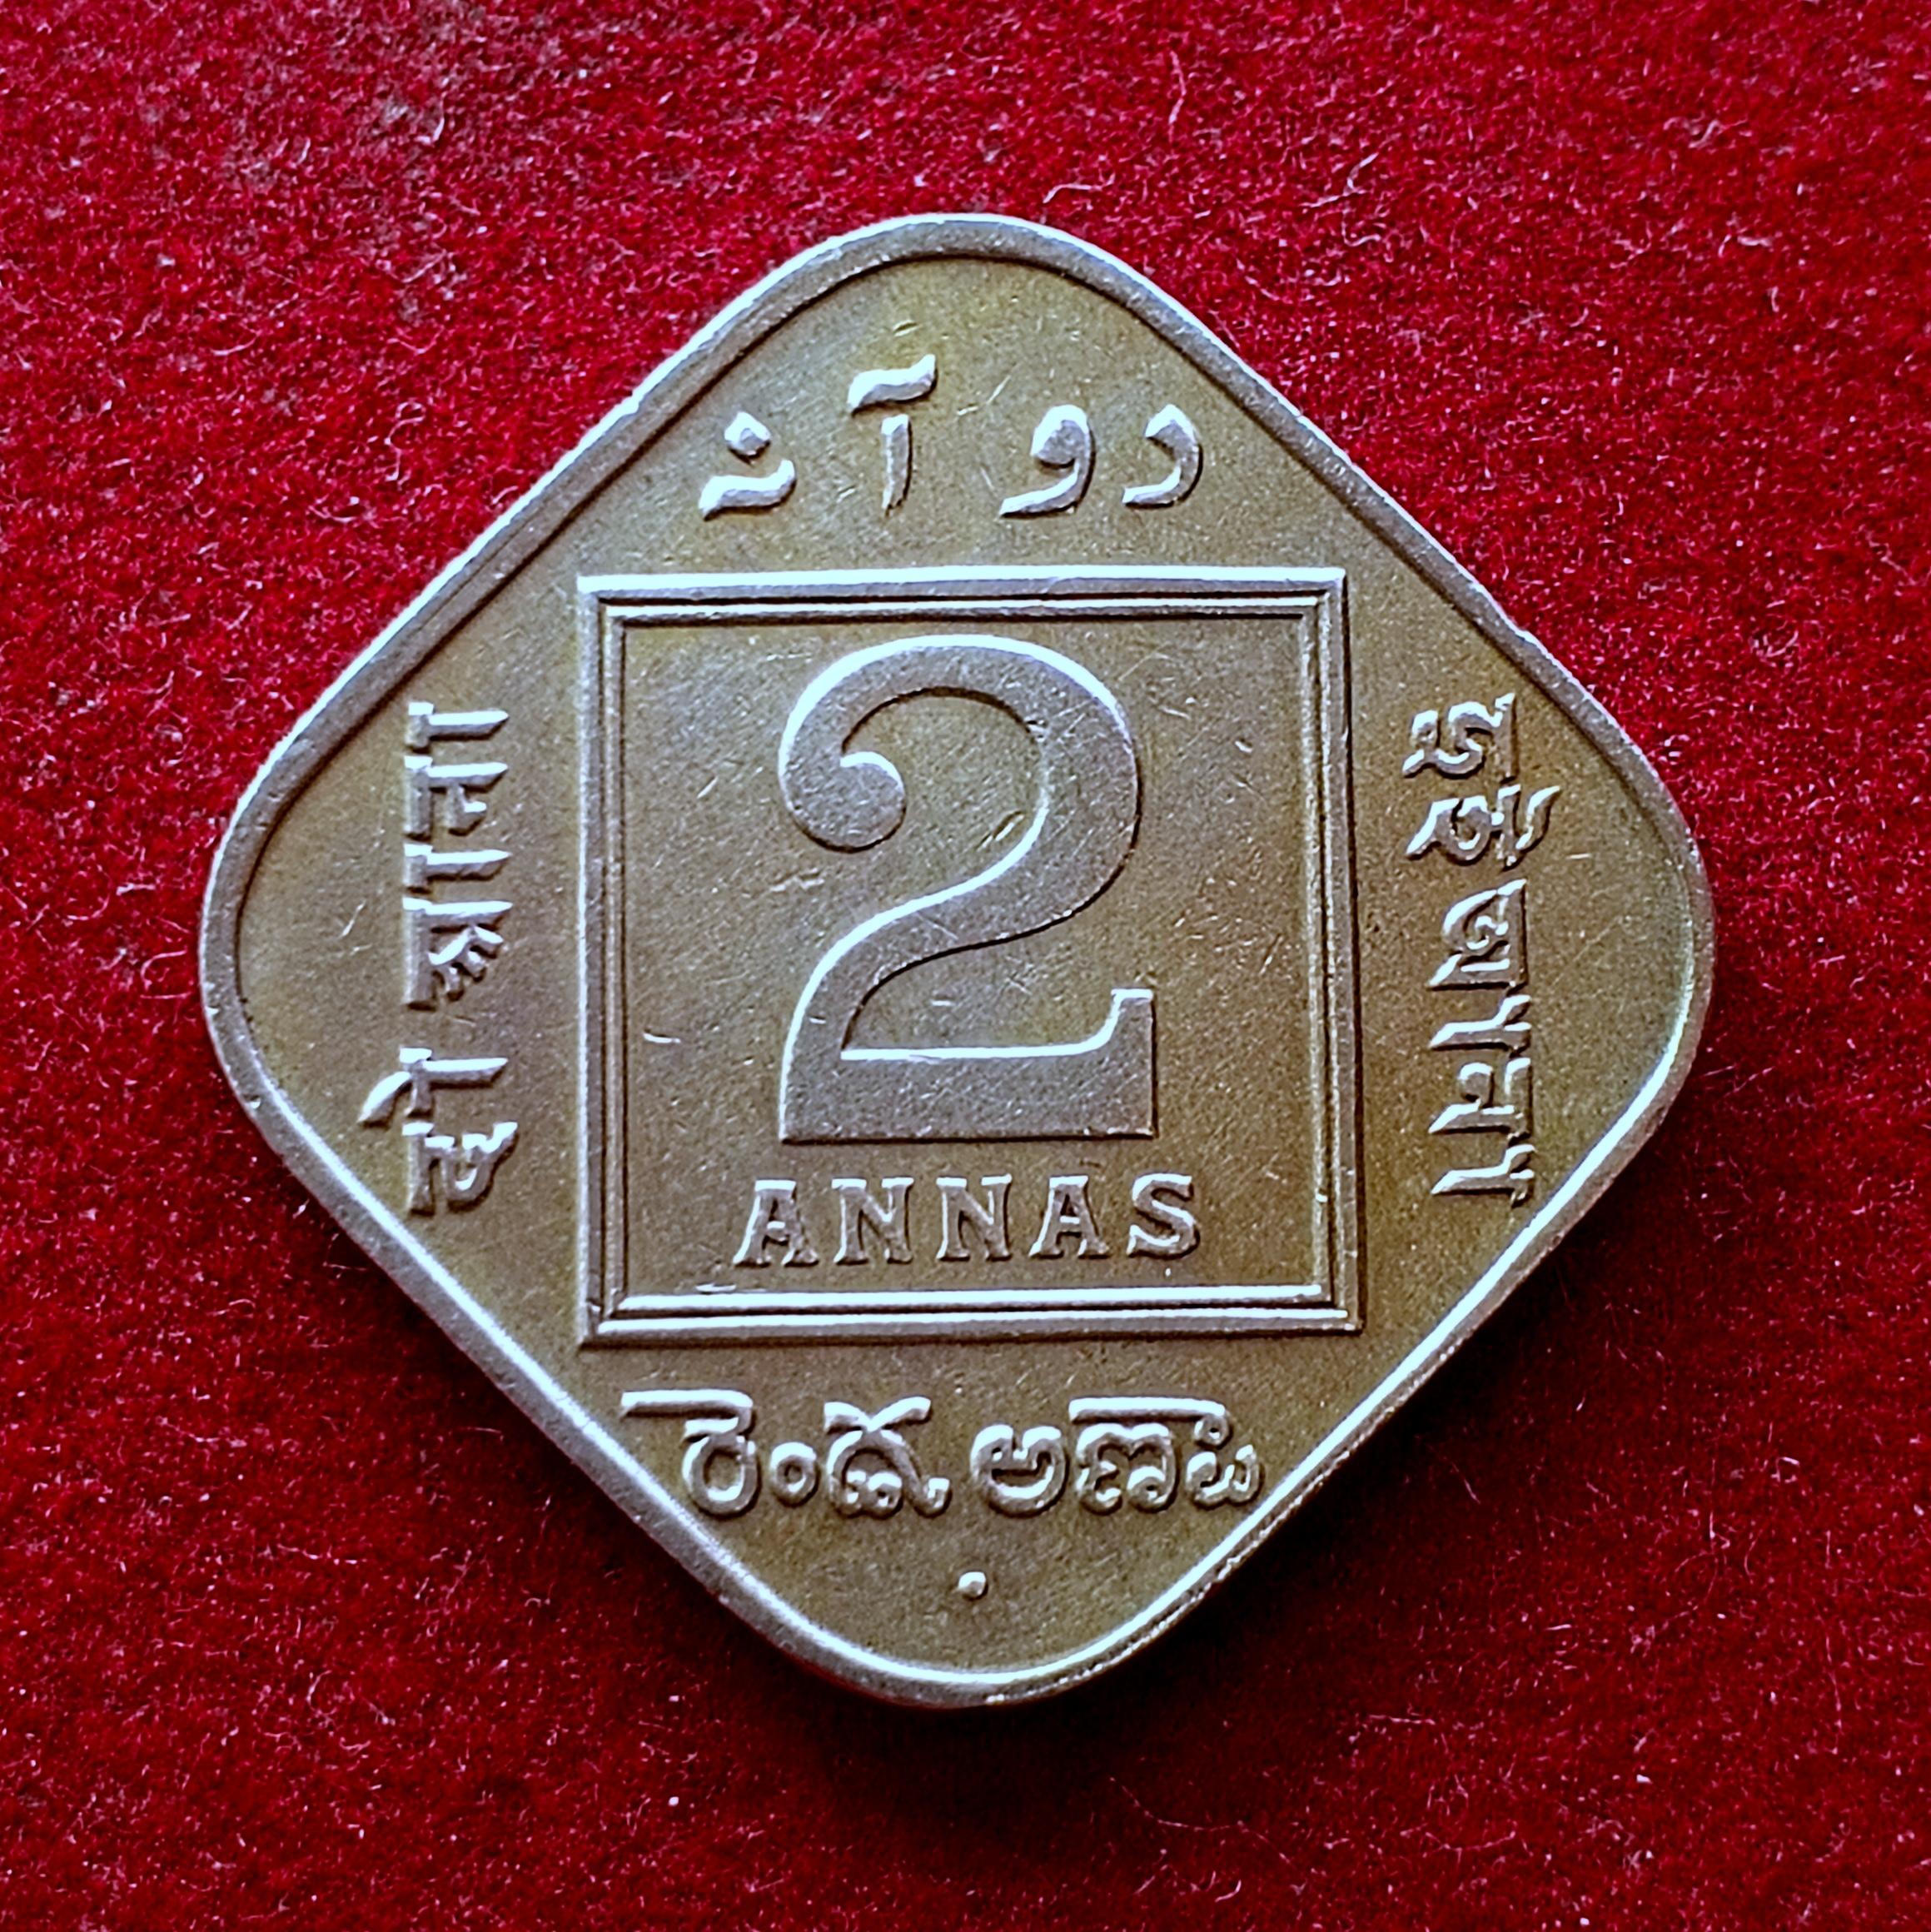 دو آنہ
दो आना
2
ANNAS
দুই আনা
రెండు అణాలు